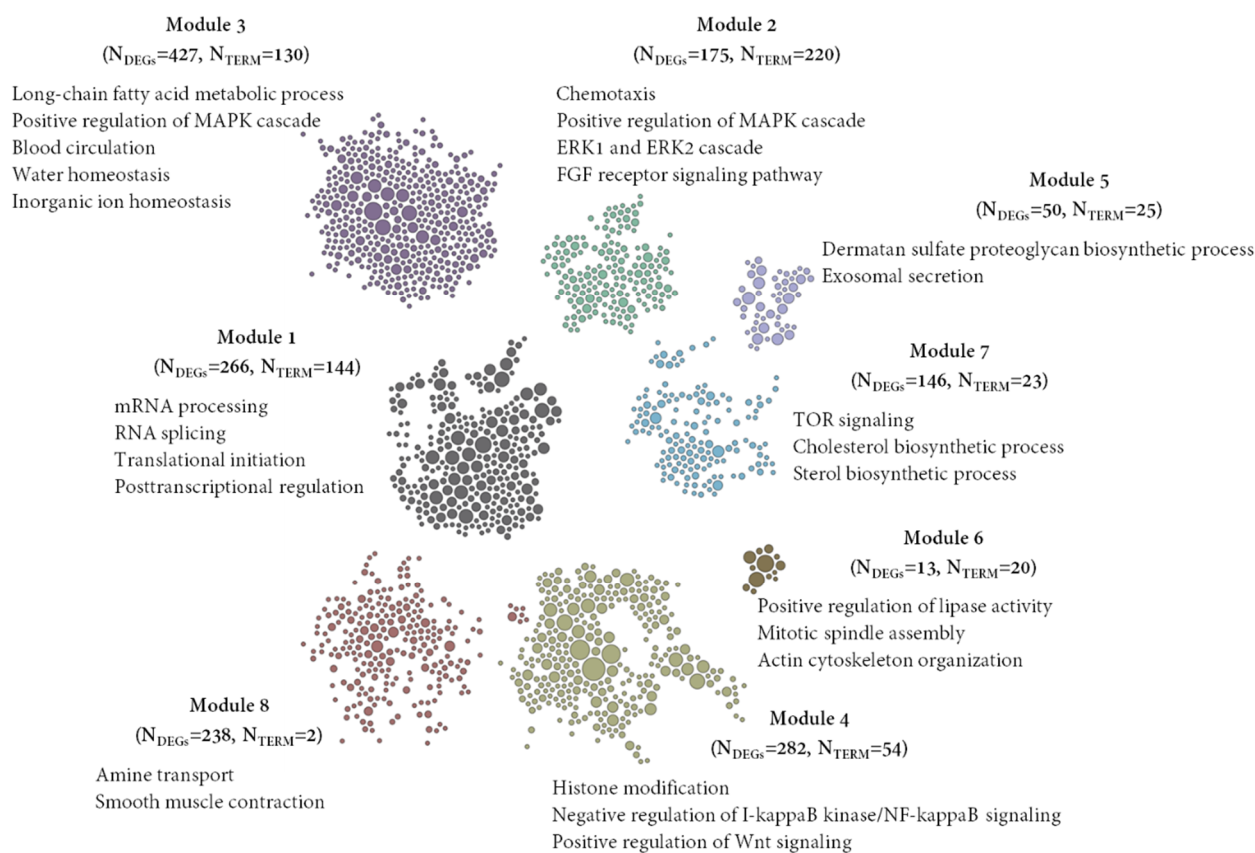 Module 3
(NDEGs=427, NTERM=130)
Long-chain fatty acid metabolic process
Positive regulation of MAPK cascade
Blood circulation
Water homeostasis
Inorganic ion homeostasis
Module 2
(NDEGs=175, NTERM=220)
Chemotaxis
Positive regulation of MAPK cascade
ERK1 and ERK2 cascade
FGF receptor signaling pathway
Module 5
(NDEGs=50, NTERM=25)
Dermatan sulfate proteoglycan biosynthetic process
Exosomal secretion
Module 1
(NDEGs=266, NTERM=144)
mRNA processing
RNA splicing
Translational initiation
Posttranscriptional regulation
Module 7
(NDEGs=146, NTERM=23)
TOR signaling
Cholesterol biosynthetic process
Sterol biosynthetic process
Module 6
(NDEGs=13, NTERM=20)
Positive regulation of lipase activity
Mitotic spindle assembly
Actin cytoskeleton organization
Module 8
(NDEGs=238, NTERM=2)
Amine transport
Smooth muscle contraction
Module 4
(NDEGs=282, NTERM=54)
Histone modification
Negative regulation of I-kappaB kinase/NF-kappaB signaling
Positive regulation of Wnt signaling